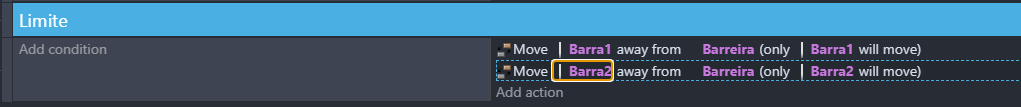 Limite
Add condition
Move Barra1 away from Barreira (only Barra1 will move)
Move Barra2 away from Barreira (only Barra2 will move)
Add action